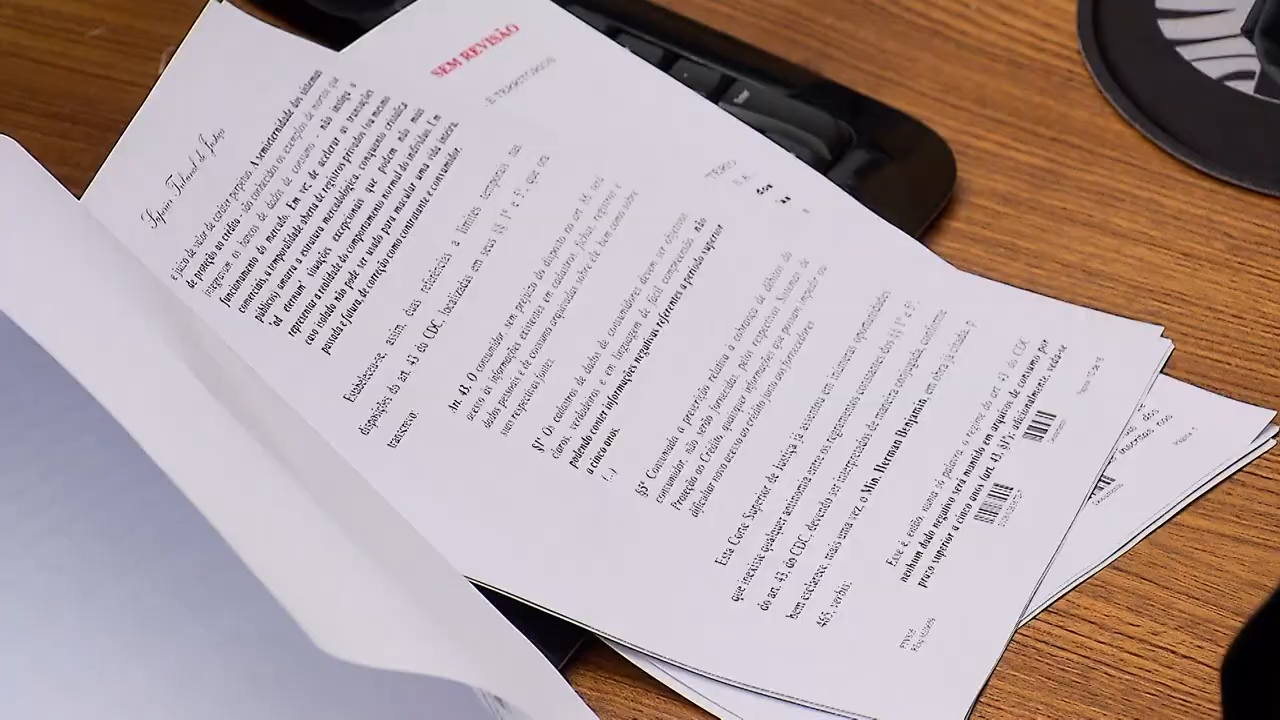 Superior Tribunal de Justiça
SEM REVISÃO
E TERRITÓRIOS
e juízo de valor de caráter perpétuo. A semieternidade dos sistemas
de proteção ao crédito - são conhecidos os exemplos de morais que
integraram os bancos de dados de consumo - não instiga o
funcionamento do mercado. Em vez de acelerar as transações
comerciais, a temporalidade aberta de registros privados (ou mesmo
públicos) amarra a estrutura mercadológica, conquanto cristaliza
"ad eternum" situações excepcionais que podem não mais
representar a realidade do comportamento normal do indivíduo. Um
caso isolado não pode ser usado para macular uma vida inteira,
passada e futura, de correção como contratante e consumidor.
Estabeleceu-se, assim, duas referências a limites temporais nas
disposições do art. 43 do CDC, localizadas em seus §§ 1º e 5º, que ora
transcrevo:
Art. 43. O consumidor, sem prejuízo do disposto no art. 86, terá
acesso às informações existentes em cadastros, fichas, registros e
dados pessoais e de consumo arquivados sobre ele, bem como sobre
suas respectivas fontes.
§1º Os cadastros de dados de consumidores devem ser objetivos,
claros, verdadeiros e em linguagem de fácil compreensão, não
podendo conter informações negativas referentes a período superior
a cinco anos.
(...)
§5º Consumada a prescrição relativa à cobrança de débitos do
consumidor, não serão fornecidas, pelos respectivos Sistemas de
Proteção ao Crédito, quaisquer informações que possam impedir ou
dificultar novo acesso ao crédito junto aos fornecedores
Esta Corte Superior de Justiça já assentou em inúmeras oportunidades
que inexiste qualquer antinomia entre os regramentos constantes dos §§ 1º e 5º
do art. 43, do CDC, devendo ser interpretados de maneira conjugada, conforme
bem esclarece, mais uma vez, o Min. Herman Benjamin, em obra já citada, p.
465, verbis:
Esse é, então, numa só palavra, o regime do art. 43, do CDC:
nenhum dado negativo será mantido em arquivos de consumo por
prazo superior a cinco anos (art. 43, §1º); adicionalmente, veda-se